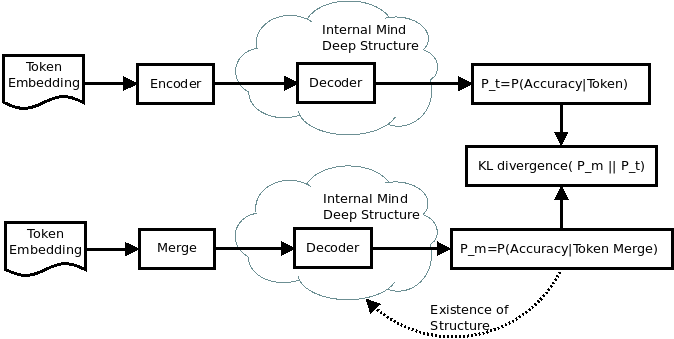 Internal Mind
Deep Structure
Token
Embedding
Encoder
Decoder
P_t=P(Accuracy|Token)
KL divergence( P_m || P_t)
Internal Mind
Deep Structure
Token
Embedding
Merge
Decoder
P_m=P(Accuracy|Token Merge)
Existence of
Structure